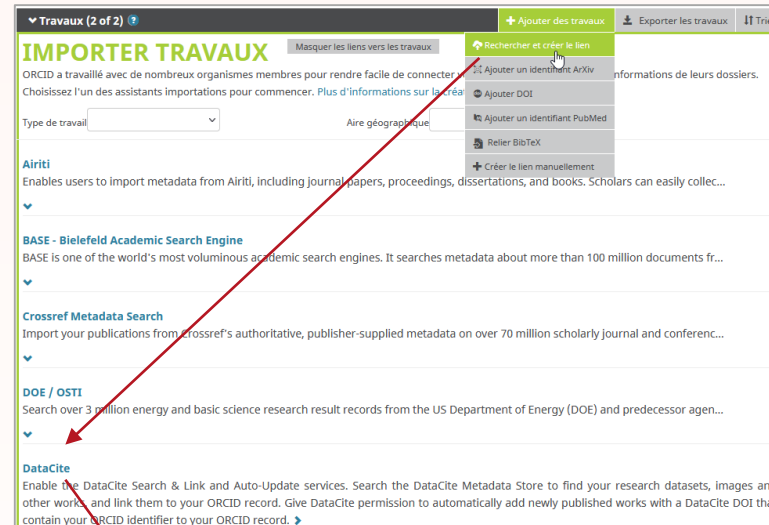 Travaux (2 of 2) ?
Ajouter des travaux
Exporter les travaux
IMPORTER TRAVAUX
Masquer les liens vers les travaux
Rechercher et créer le lien
ORCID a travaillé avec de nombreux organismes membres pour rendre facile de connecter
nformations de leurs dossiers.
Ajouter un identifiant ArXiv
Choisissez l'un des assistants importations pour commencer. Plus d'informations sur la
Ajouter DOI
Type de travail
Aire géographique
Ajouter un identifiant PubMed
Relier BibTeX
Créer le lien manuellement
Airiti
Enables users to import metadata from Airiti, including journal papers, proceedings, dissertations, and books. Scholars can easily collec...
BASE - Bielefeld Academic Search Engine
BASE is one of the world's most voluminous academic search engines. It searches metadata about more than 100 million documents fr...
Crossref Metadata Search
Import your publications from Crossref's authoritative, publisher-supplied metadata on over 70 million scholarly journal and conferenc...
DOE / OSTI
Search over 3 million energy and basic science research result records from the US Department of Energy (DOE) and predecessor agen...
DataCite
Enable the DataCite Search & Link and Auto-Update services. Search the DataCite Metadata Store to find your research datasets, images an
other works, and link them to your ORCID record. Give DataCite permission to automatically add newly published works with a DataCite DOI tha
contain your ORCID identifier to your ORCID record.